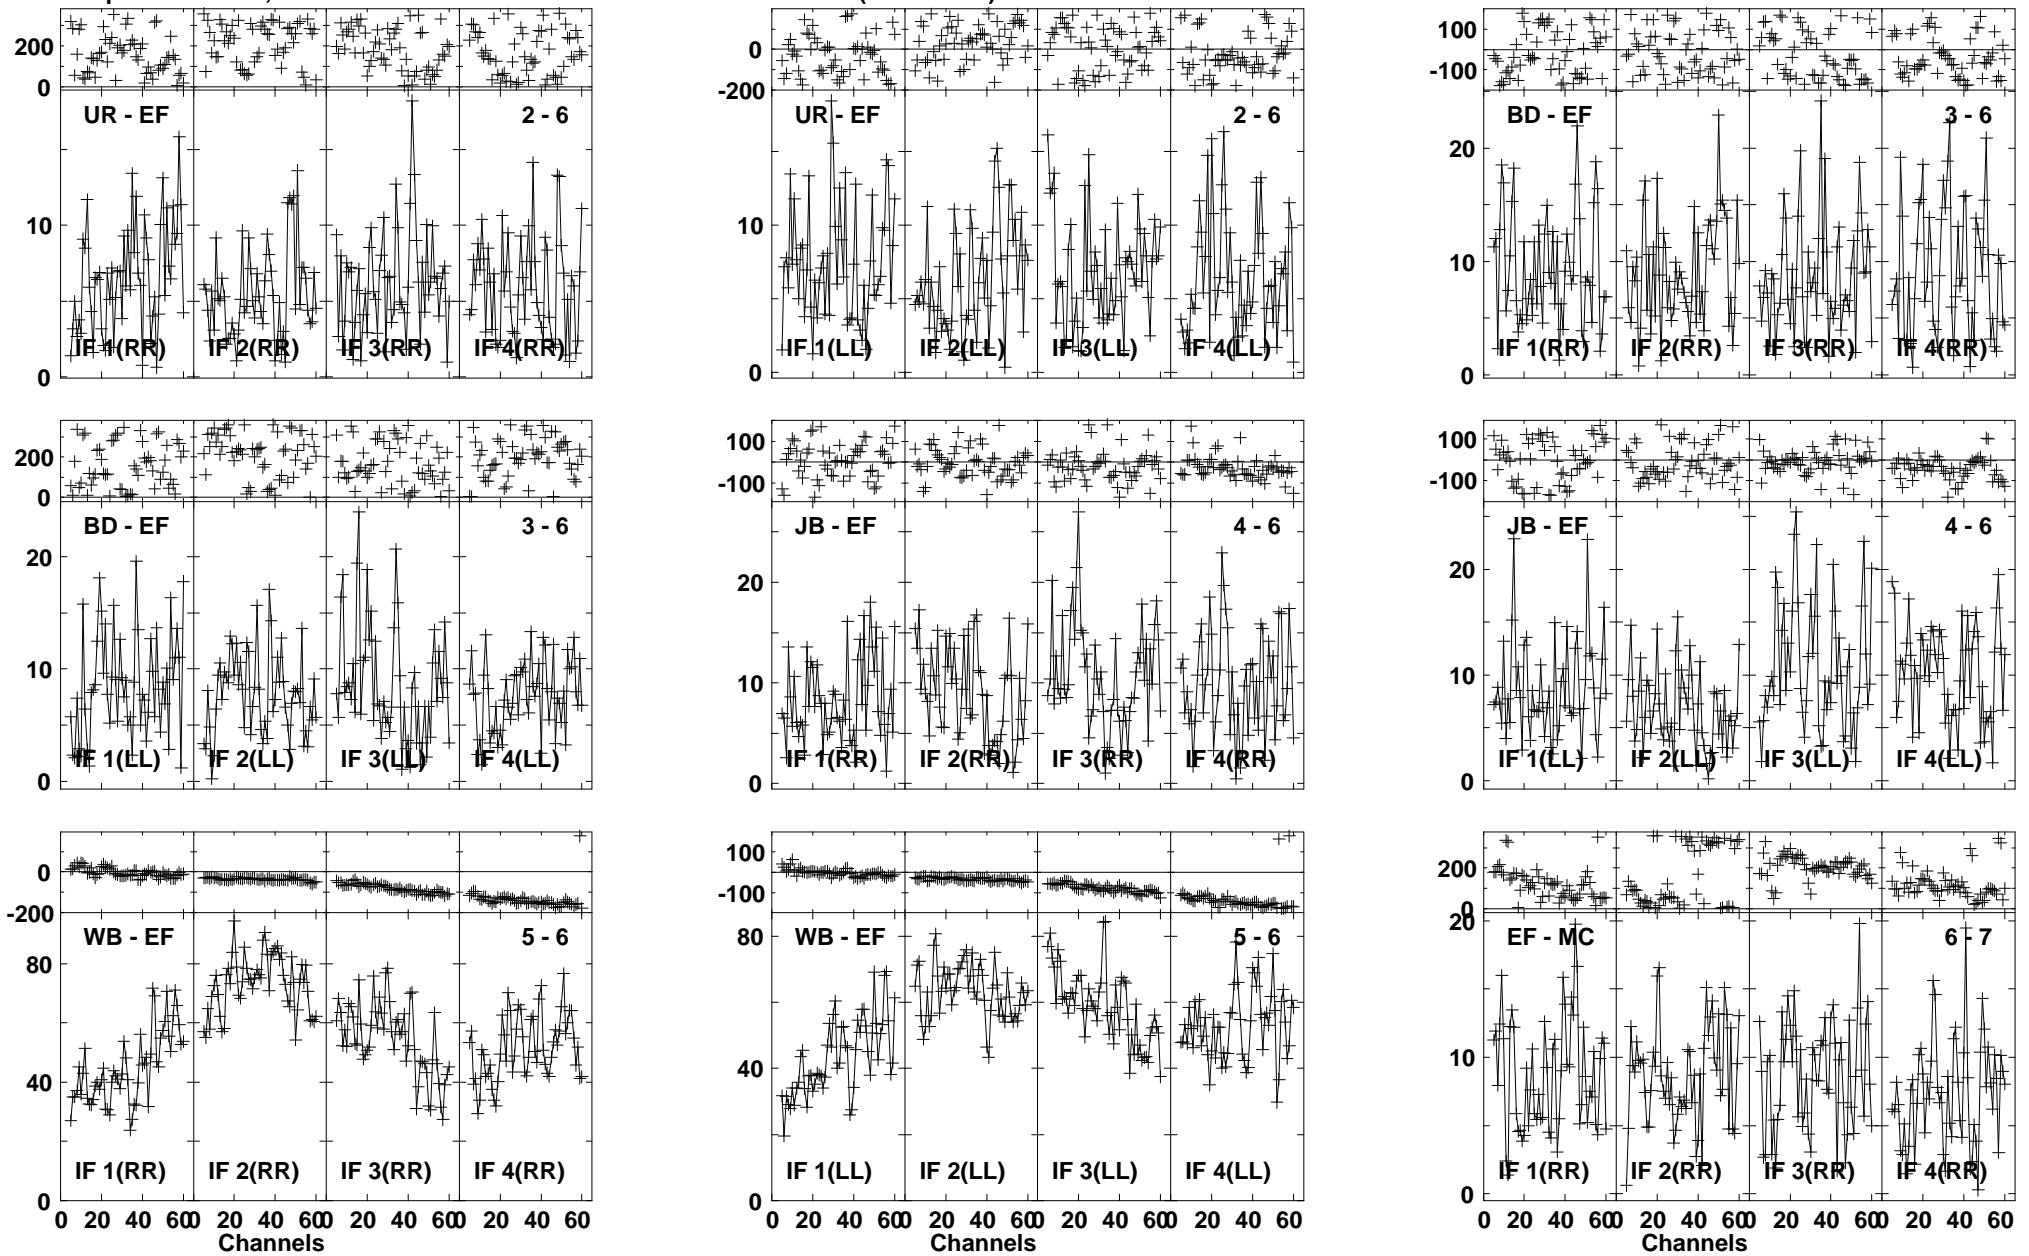 200
0
UR - EF
2 - 6
10
0
IF 1(RR)
IF 2(RR)
IF 3(RR)
IF 4(RR)
0
-200
UR - EF
2 - 6
10
0
IF 1(LL)
IF 2(LL)
IF 3(LL)
IF 4(LL)
100
-100
BD - EF
3 - 6
20
10
0
IF 1(RR)
IF 2(RR)
IF 3(RR)
IF 4(RR)
200
0
BD - EF
3 - 6
20
10
0
IF 1(LL)
IF 2(LL)
IF 3(LL)
IF 4(LL)
100
-100
JB - EF
4 - 6
20
10
0
IF 1(RR)
IF 2(RR)
IF 3(RR)
IF 4(RR)
100
-100
JB - EF
4 - 6
20
10
0
IF 1(LL)
IF 2(LL)
IF 3(LL)
IF 4(LL)
0
-200
WB - EF
5 - 6
80
40
0
IF 1(RR)
IF 2(RR)
IF 3(RR)
IF 4(RR)
0 20 40 60 0 20 40 60 0 20 40 60 0 20 40 60
Channels
100
-100
WB - EF
5 - 6
80
40
0
IF 1(LL)
IF 2(LL)
IF 3(LL)
IF 4(LL)
0 20 40 60 0 20 40 60 0 20 40 60 0 20 40 60
Channels
200
0
EF - MC
6 - 7
20
10
0
IF 1(RR)
IF 2(RR)
IF 3(RR)
IF 4(RR)
0 20 40 60 0 20 40 60 0 20 40 60 0 20 40 60
Channels